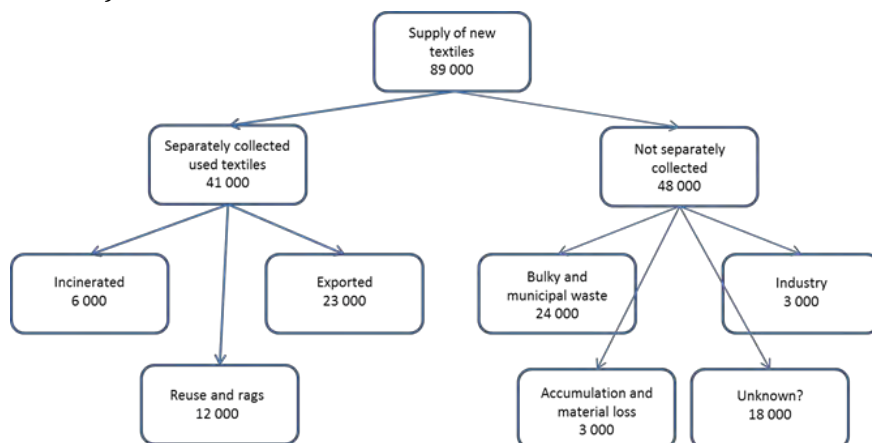 Supply of new
textiles
89 000
Separately collected
used textiles
41 000
Not separately
collected
48 000
Incinerated
6 000
Exported
23 000
Bulky and
municipal waste
24 000
Industry
3 000
Reuse and rags
12 000
Accumulation and
material loss
3 000
Unknown?
18 000